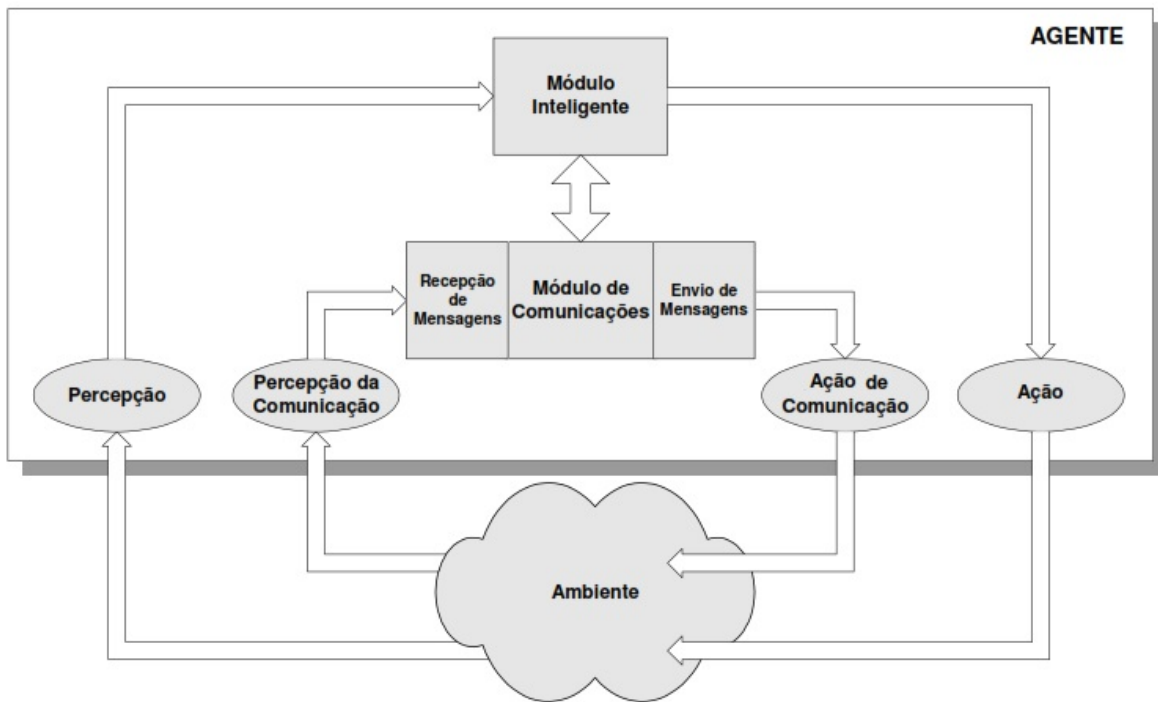 AGENTE
Módulo
Inteligente
Recepção
de
Mensagens
Módulo de
Comunicações
Envio de
Mensagens
Percepção
Percepção da
Comunicação
Ação de
Comunicação
Ação
Ambiente